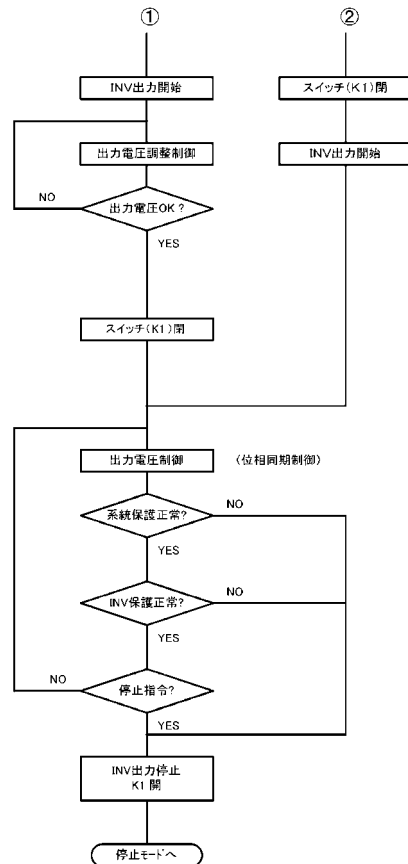 ① ②
INV出力開始 スイッチ(K1)閉
出力電圧調整制御 INV出力開始
NO
出力電圧OK?
YES
スイッチ(K1)閉
出力電圧制御 (位相同期制御)
系統保護正常? NO
YES
INV保護正常? NO
YES
NO 停止指令?
YES
INV出力停止
K1 開
停止モードへ